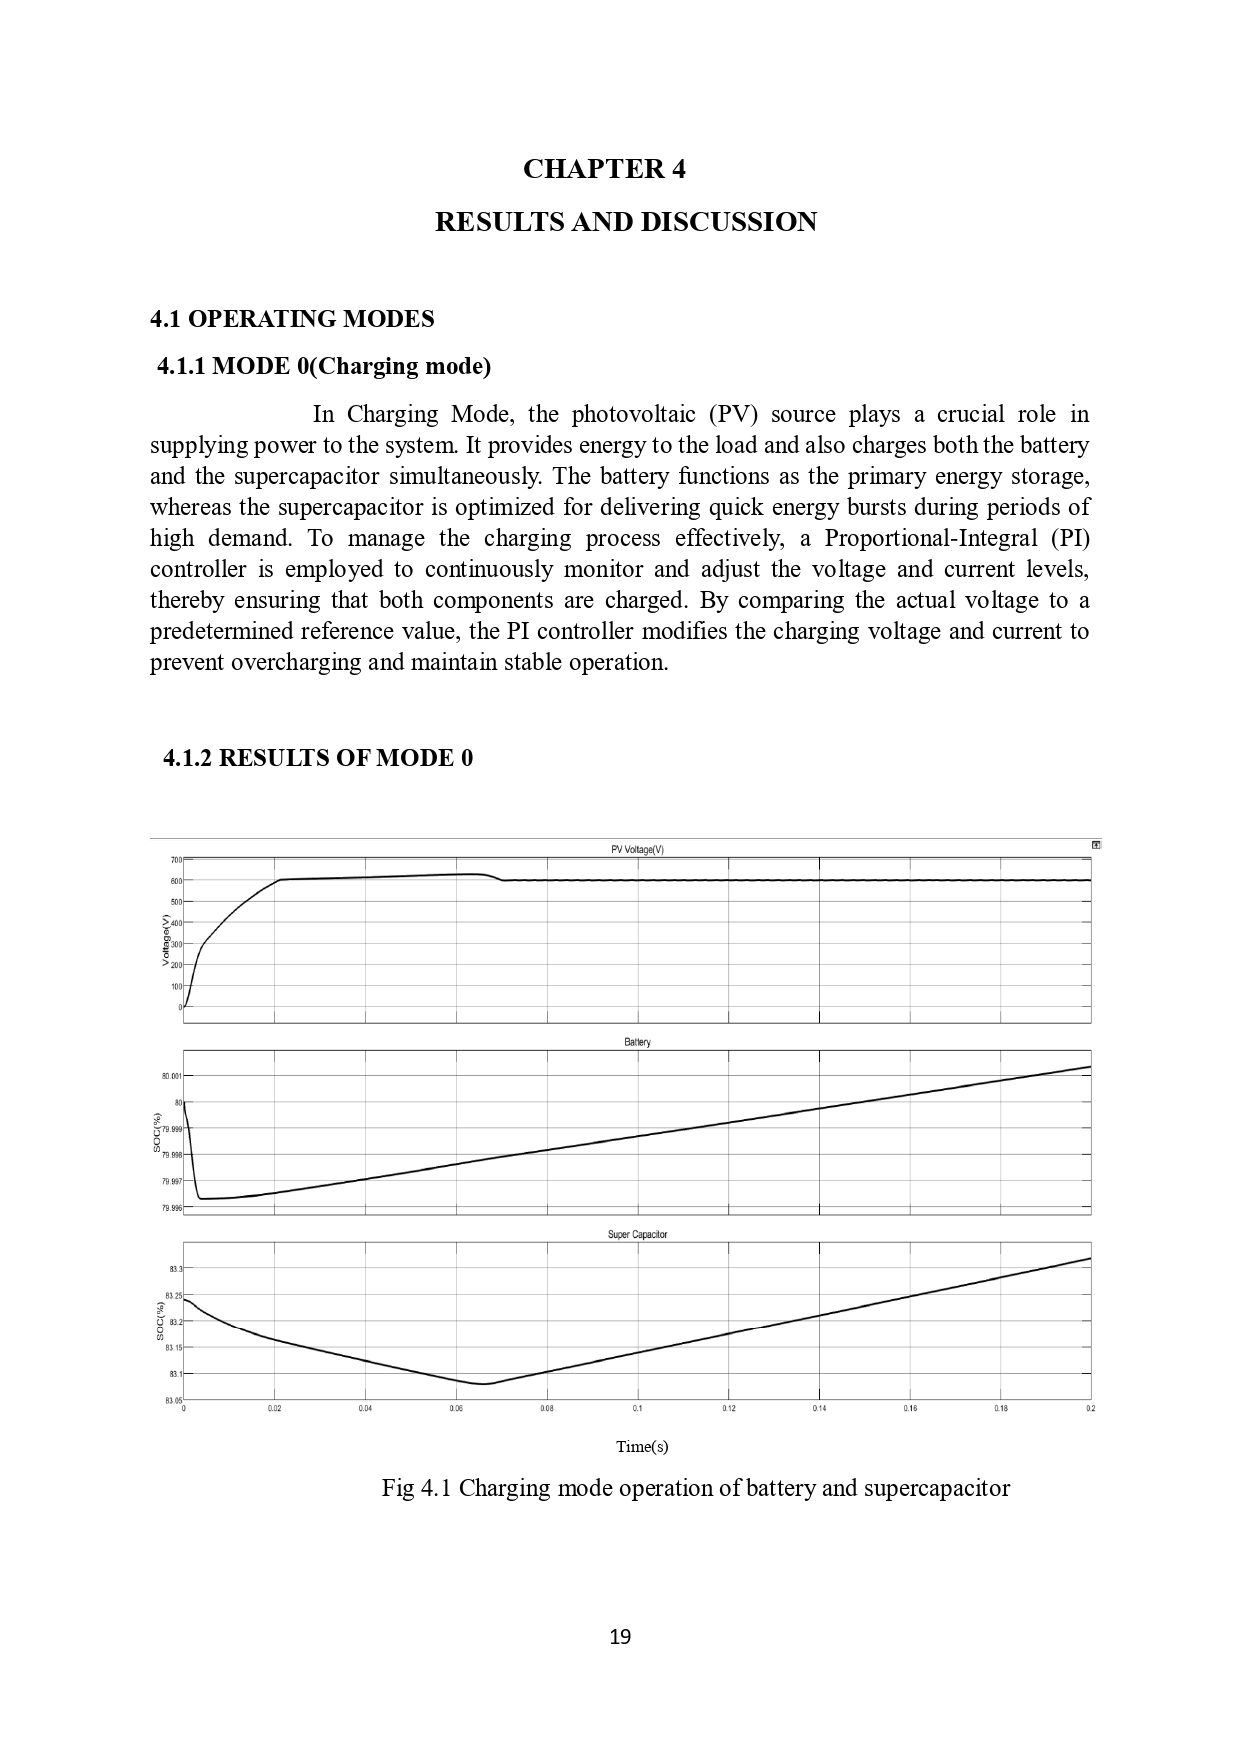 CHAPTER 4
RESULTS AND DISCUSSION
4.1 OPERATING MODES
4.1.1 MODE 0(Charging mode)
In Charging Mode, the photovoltaic (PV) source plays a crucial role in
supplying power to the system. It provides energy to the load and also charges both the battery
and the supercapacitor simultaneously. The battery functions as the primary energy storage,
whereas the supercapacitor is optimized for delivering quick energy bursts during periods of
high demand. To manage the charging process effectively, a Proportional-Integral (PI)
controller is employed to continuously monitor and adjust the voltage and current levels,
thereby ensuring that both components are charged. By comparing the actual voltage to a
predetermined reference value, the PI controller modifies the charging voltage and current to
prevent overcharging and maintain stable operation.
4.1.2 RESULTS OF MODE 0
PV Voltage(V)
Voltage(V)
700
600
500
400
300
200
100
0
Battery
SOC(%)
80.001
80
79.999
79.998
79.997
79.996
Super Capacitor
SOC(%)
83.3
83.25
83.2
83.15
83.1
83.05
0 0.02 0.04 0.06 0.08 0.1 0.12 0.14 0.16 0.18 0.2
Time(s)
Fig 4.1 Charging mode operation of battery and supercapacitor
19